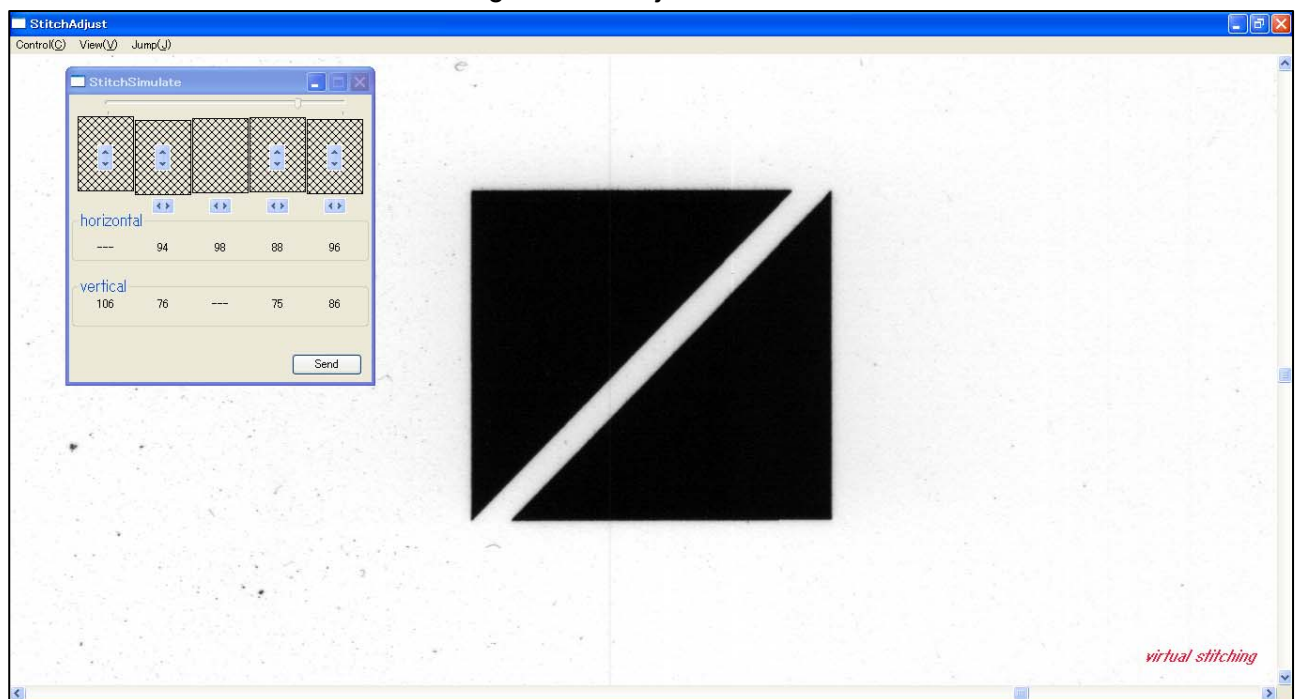 StitchAdjust
Control(C) View(V) Jump(J)
StitchSimulate
horizontal
--- 94 98 88 96
vertical
106 76 --- 75 86
Send
virtual stitching